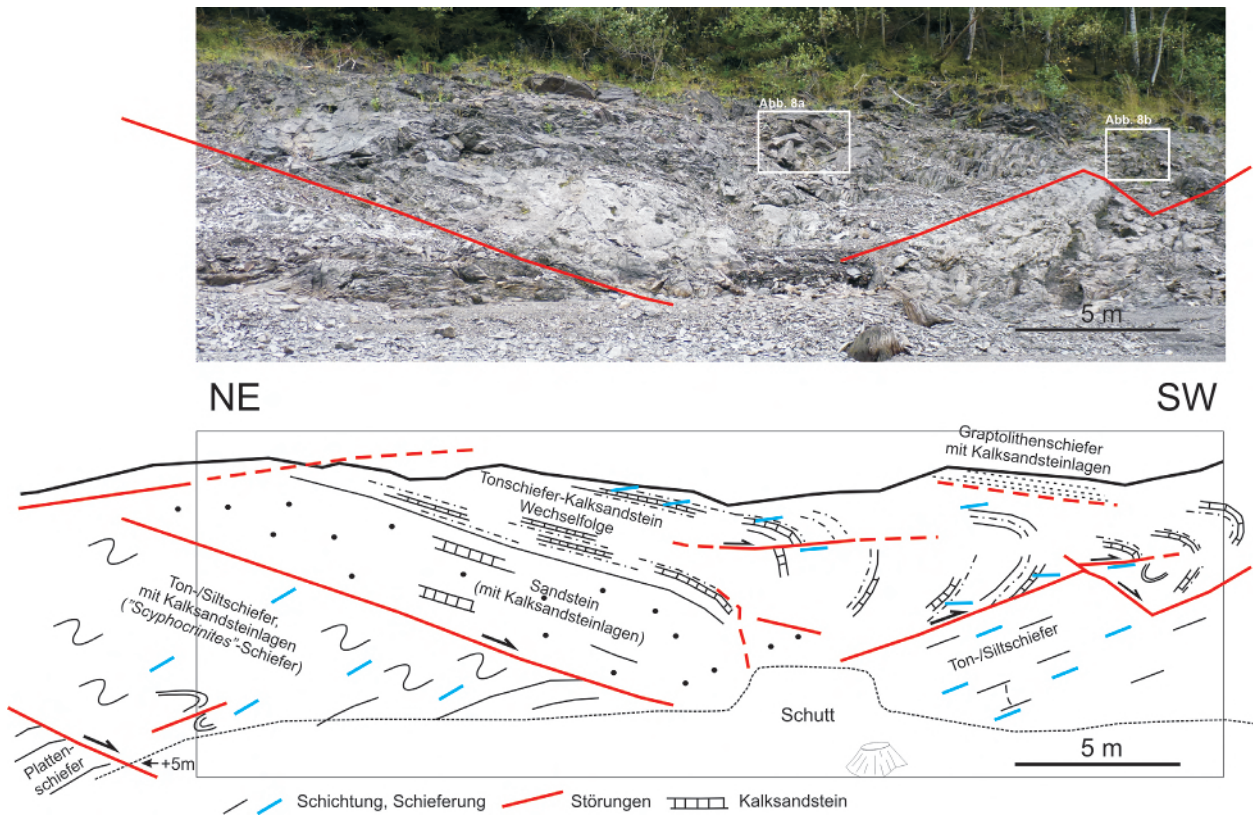 Abb. 8a
Abb. 8b
5 m
NE
SW
Graptolithenschiefer
mit Kalksandsteinlagen
Tonschiefer-Kalksandstein
Wechselfolge
Sandstein
(mit Kalksandsteinlagen)
Ton-/Siltschiefer,
mit Kalksandsteinlagen
("Scyphocrinites"-Schiefer)
Ton-/Siltschiefer
Schutt
Platten-
schiefer
+5m
5 m
Schichtung, Schieferung
Störungen
Kalksandstein